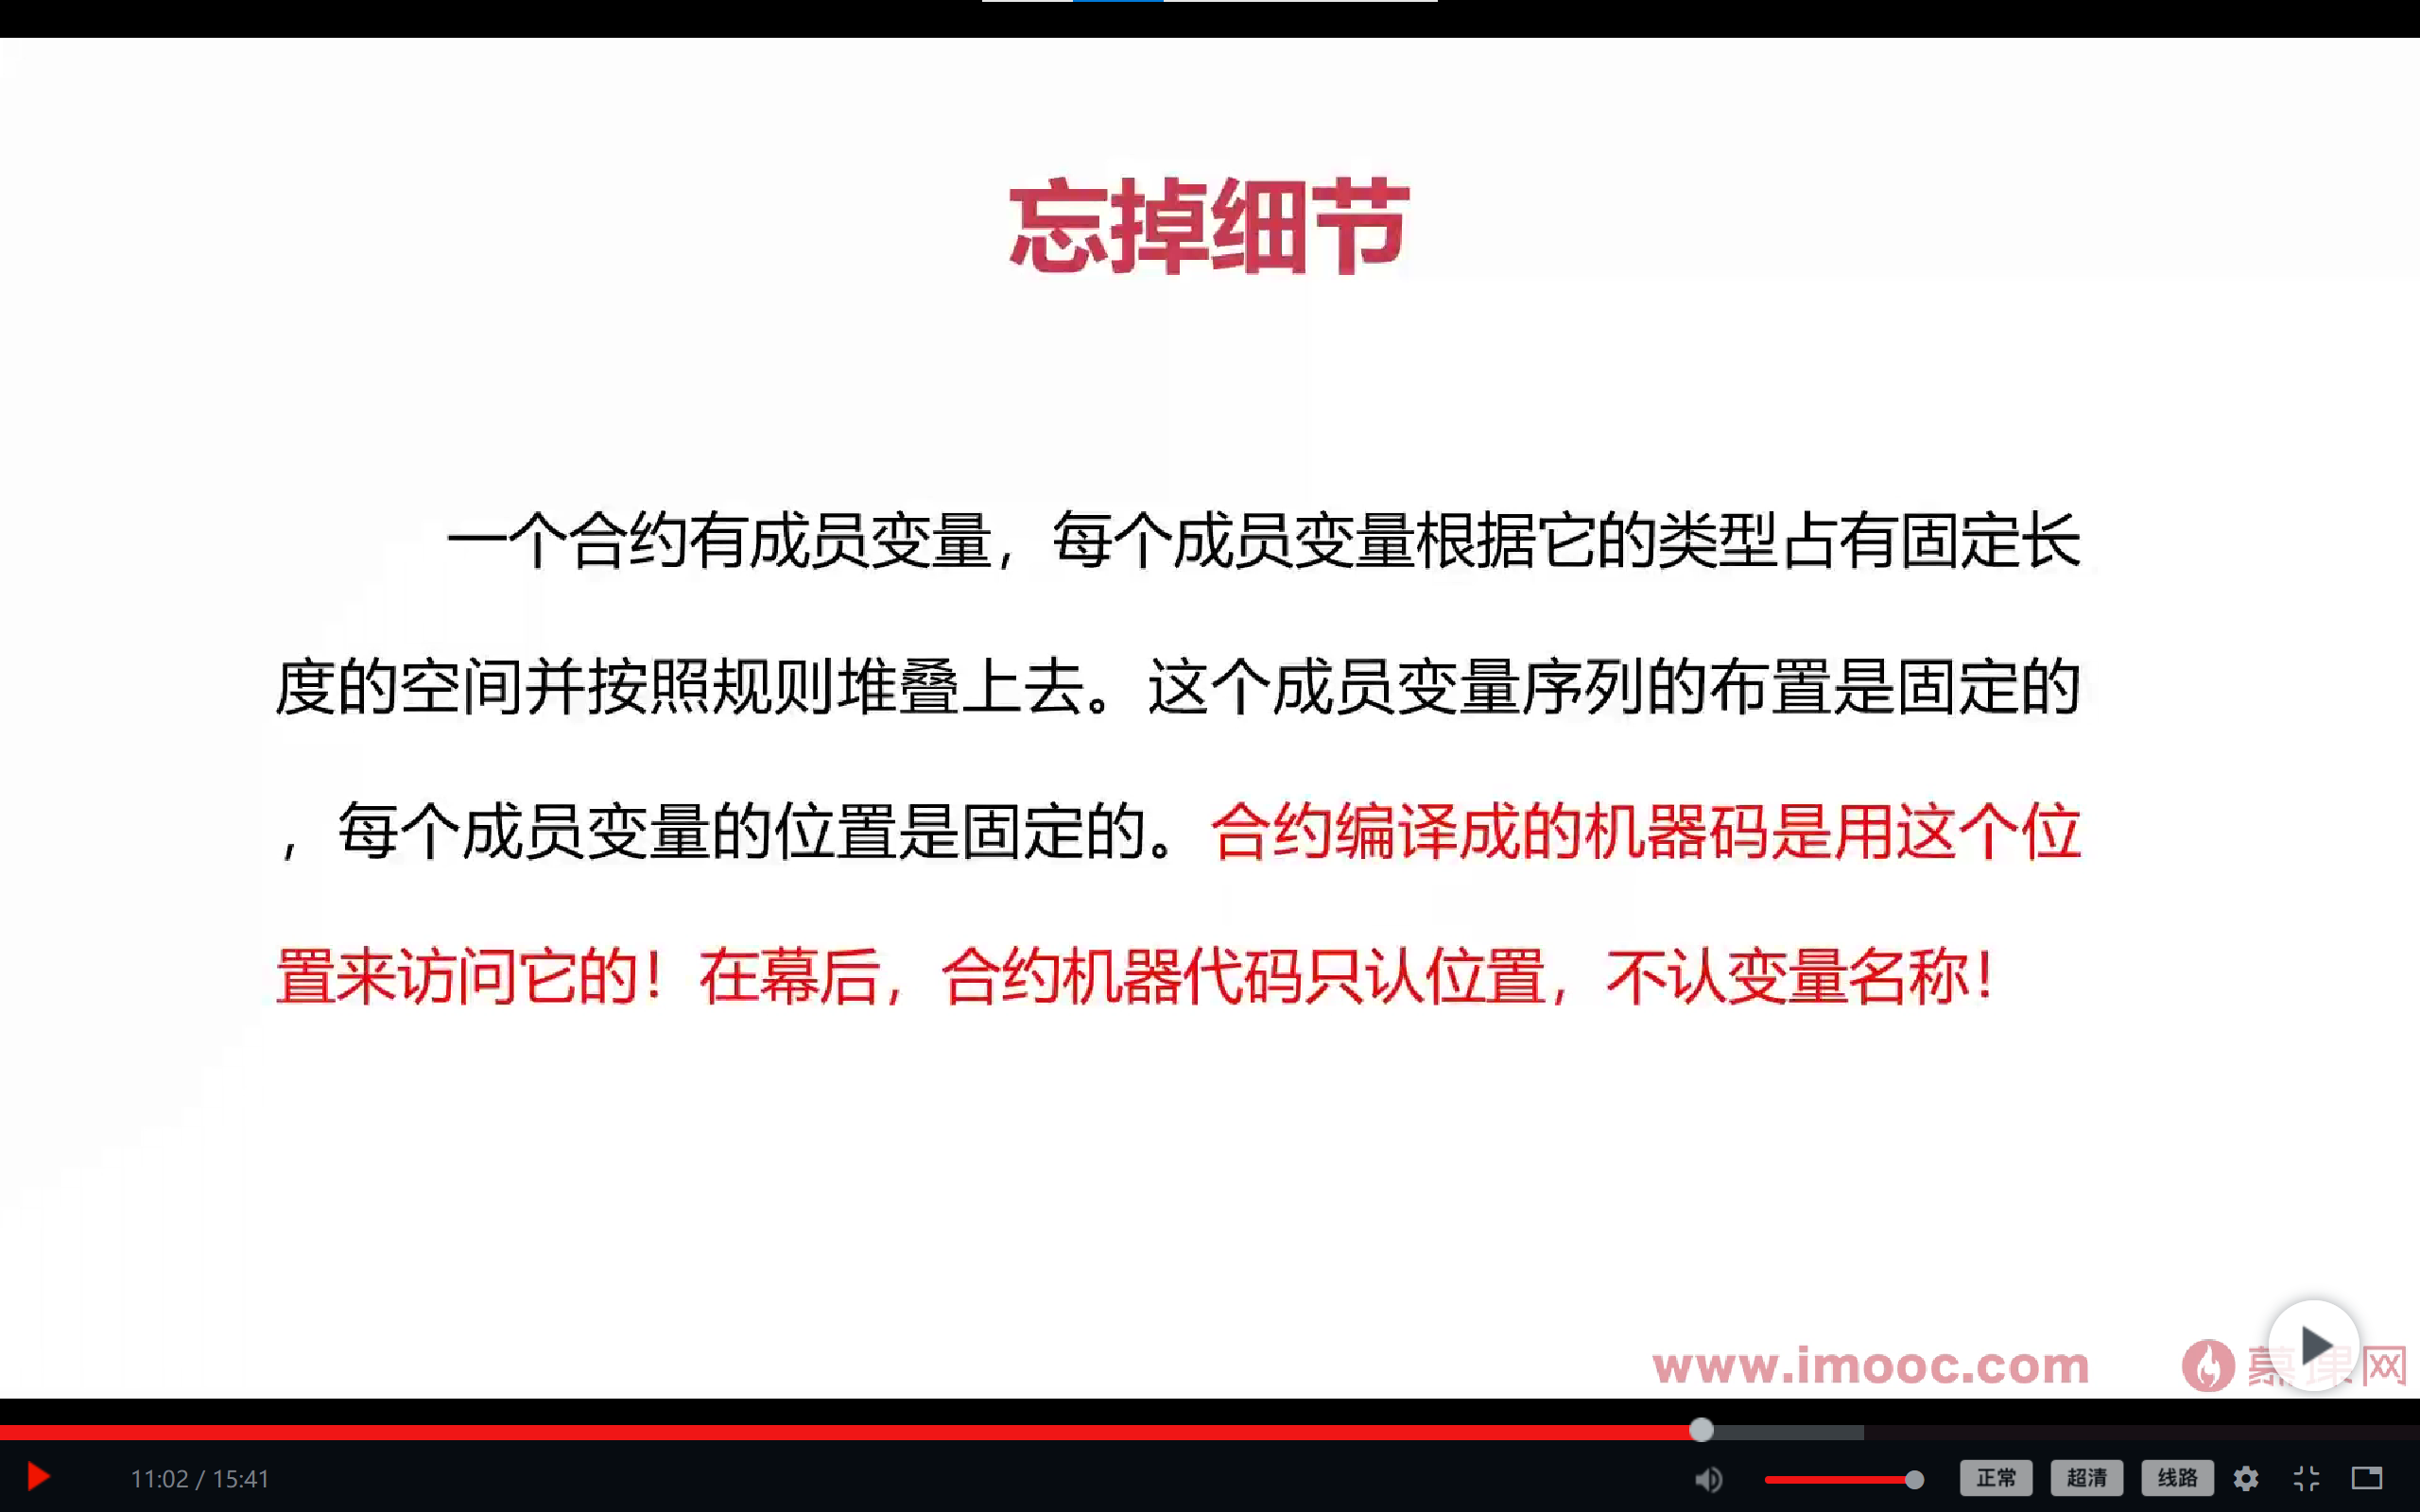 忘掉细节
一个合约有成员变量，每个成员变量根据它的类型占有固定长
度的空间并按照规则堆叠上去。这个成员变量序列的布置是固定的
，每个成员变量的位置是固定的。合约编译成的机器码是用这个位
置来访问它的！在幕后，合约机器代码只认位置，不认变量名称！
www.imooc.com 慕课网
11:02 / 15:41
正常 超清 线路